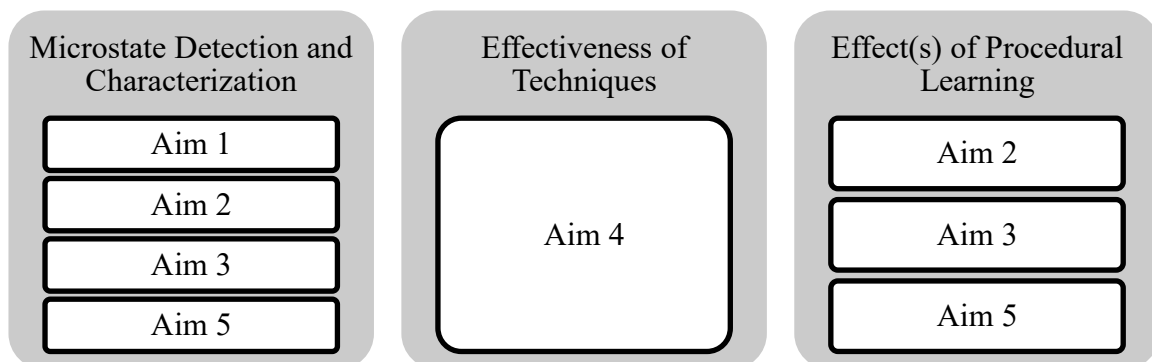 Microstate Detection and
Characterization
Aim 1
Aim 2
Aim 3
Aim 5
Effectiveness of
Techniques
Aim 4
Effect(s) of Procedural
Learning
Aim 2
Aim 3
Aim 5